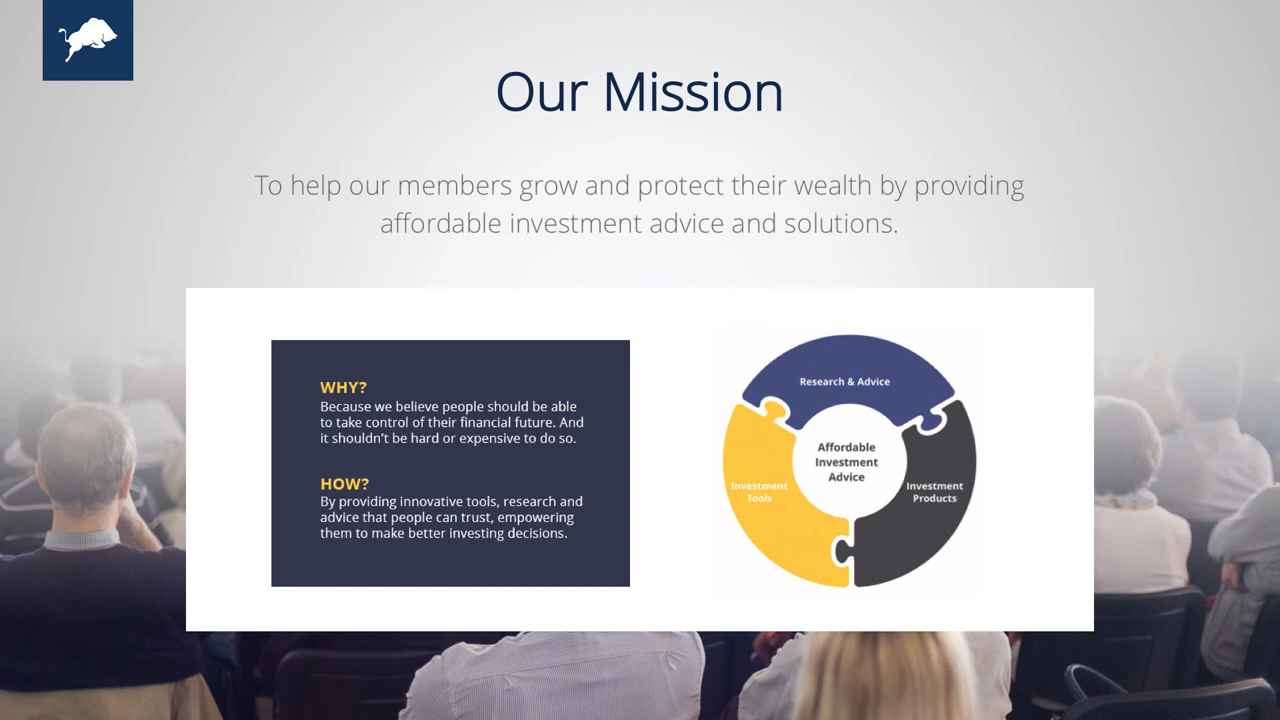 Our Mission
To help our members grow and protect their wealth by providing
affordable investment advice and solutions.
WHY?
Because we believe people should be able
to take control of their financial future. And
it shouldn't be hard or expensive to do so.
HOW?
By providing innovative tools, research and
advice that people can trust, empowering
them to make better investing decisions.
Research & Advice
Affordable
Investment
Advice
Investment
Tools
Investment
Products